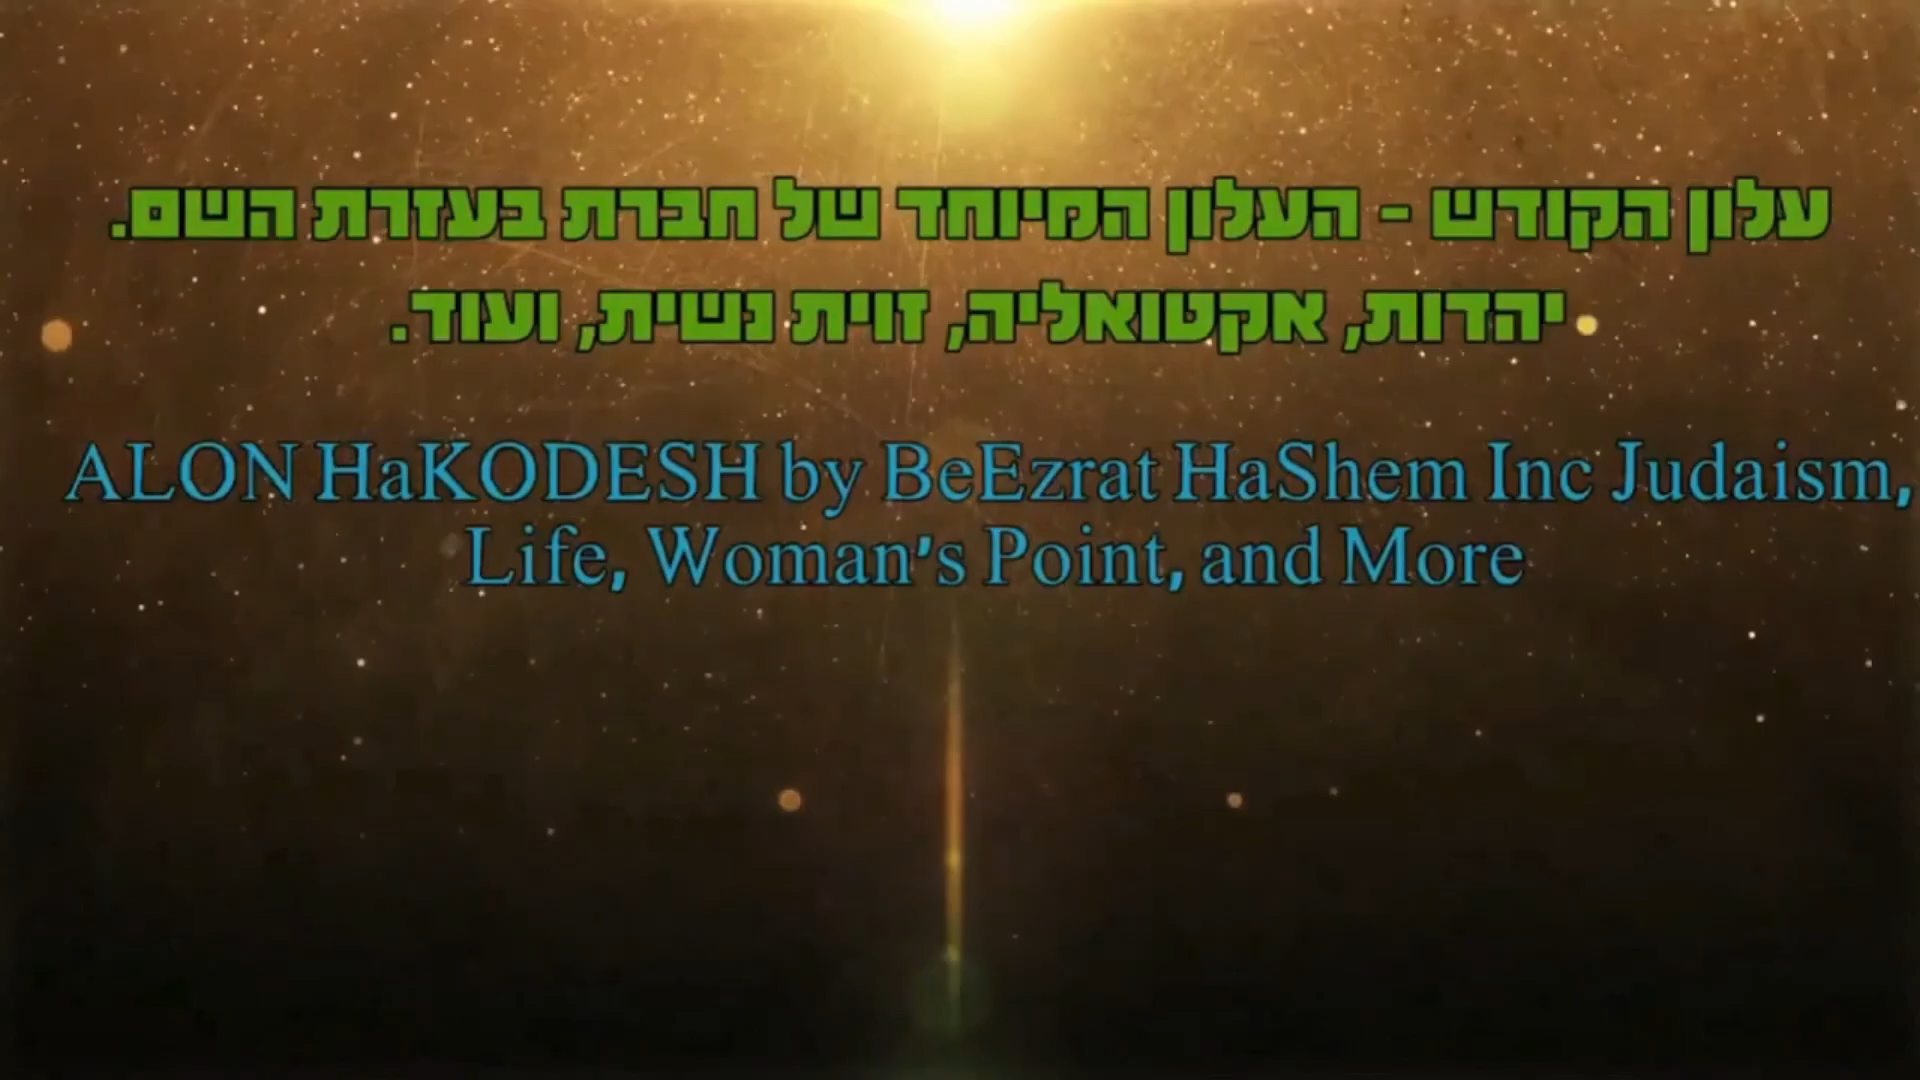 עלון הקודש - העלון המיוחד של חברת בעזרת השם.
יהדות, אקטואליה, זוית נשית, ועוד.
ALON HaKODESH by BeEzrat HaShem Inc Judaism,
Life, Woman's Point, and More